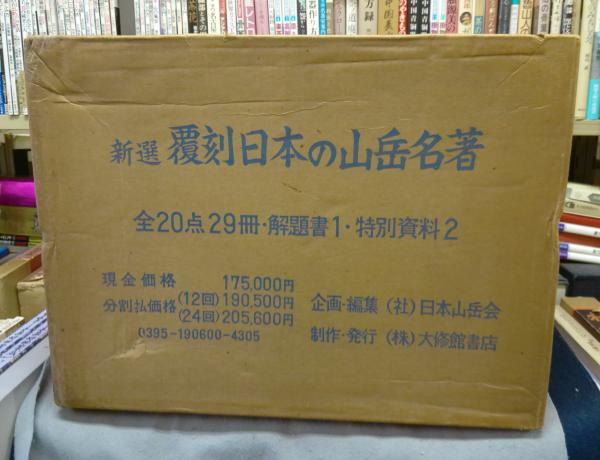 新選 覆刻日本の山岳名著
全20点29冊・解題書1・特別資料2
現金価格 175,000円
分割払価格 (12回) 190,500円
(24回) 205,600円
0395-190600-4305
企画・編集 (社) 日本山岳会
制作・発行 (株) 大修館書店